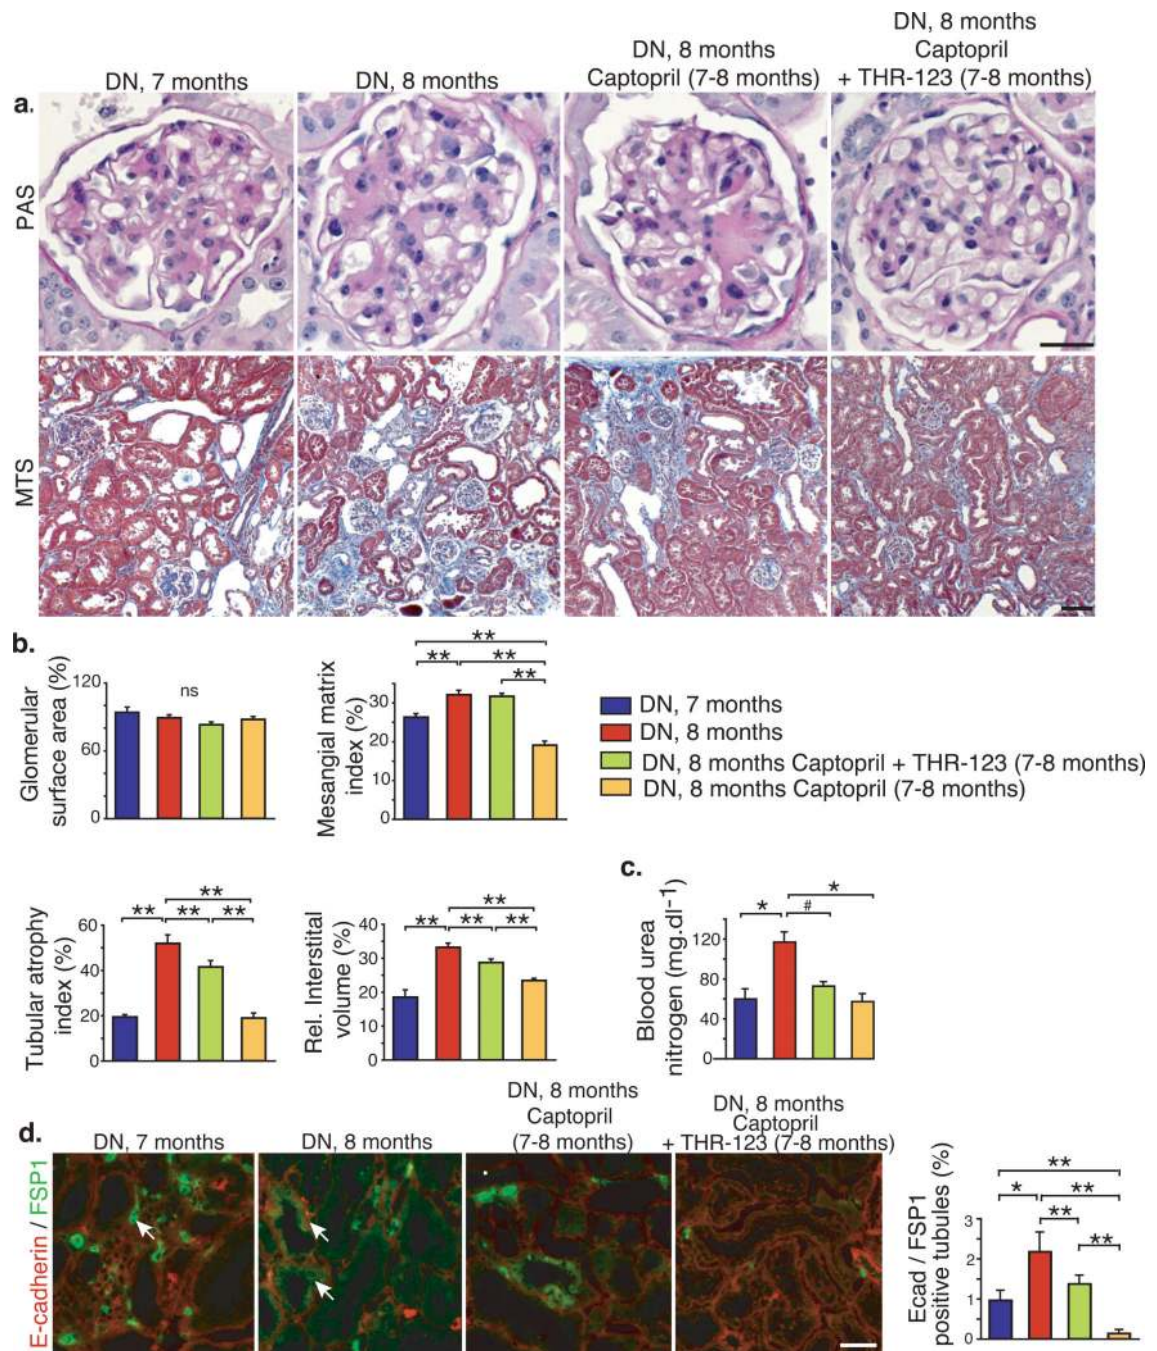 a.
DN, 7 months
DN, 8 months
DN, 8 months
Captopril (7-8 months)
DN, 8 months
Captopril
+ THR-123 (7-8 months)
PAS
MTS
b.
Glomerular
surface area (%)
120
60
0
ns
Mesangial matrix
index (%)
30
20
10
0
**
** **
**
DN, 7 months
DN, 8 months
DN, 8 months Captopril + THR-123 (7-8 months)
DN, 8 months Captopril (7-8 months)
Tubular atrophy
index (%)
60
40
20
0
**
** ** **
Rel. Interstital
volume (%)
40
30
20
10
0
**
** ** **
c.
Blood urea
nitrogen (mg.dl-1)
120
80
40
0
*
* #
d.
DN, 7 months
DN, 8 months
DN, 8 months
Captopril
(7-8 months)
DN, 8 months
Captopril
+ THR-123 (7-8 months)
E-cadherin / FSP1
Ecad / FSP1
positive tubules (%)
3
2
1
0
**
* **
**
**